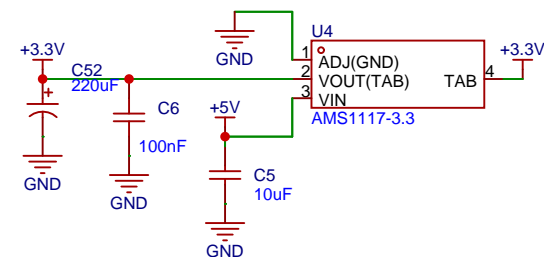 U4
+3.3V
GND
+3.3V
C52
220uF
+
1
ADJ(GND)
2
VOUT(TAB)
TAB
4
3
VIN
AMS1117-3.3
C6
100nF
+5V
C5
10uF
GND
GND
GND